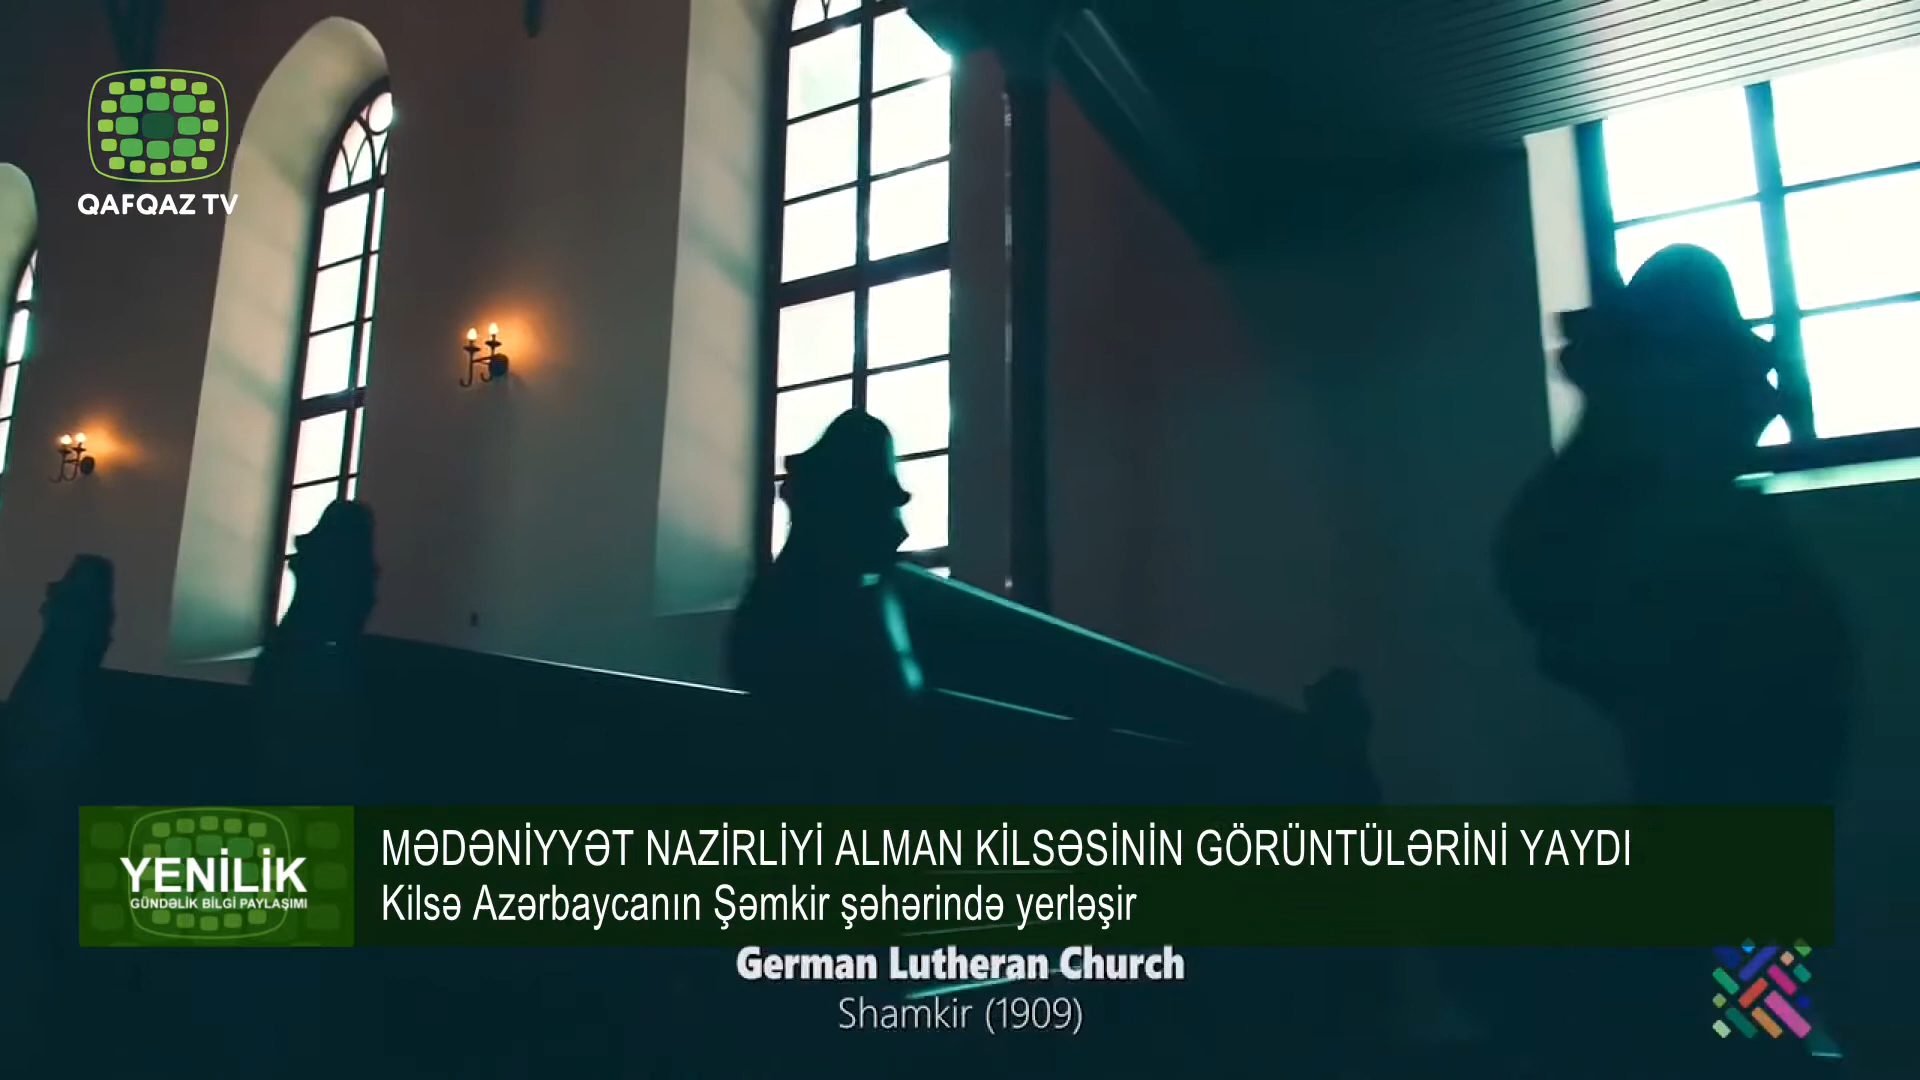 QAFQAZ TV
YENİLİK
GÜNDƏLİK BİLGİ PAYLAŞIMI
MƏDƏNİYYƏT NAZİRLİYİ ALMAN KİLSƏSİNİN GÖRÜNTÜLƏRİNİ YAYDI
Kilsə Azərbaycanın Şəmkir şəhərində yerləşir
German Lutheran Church
Shamkir (1909)